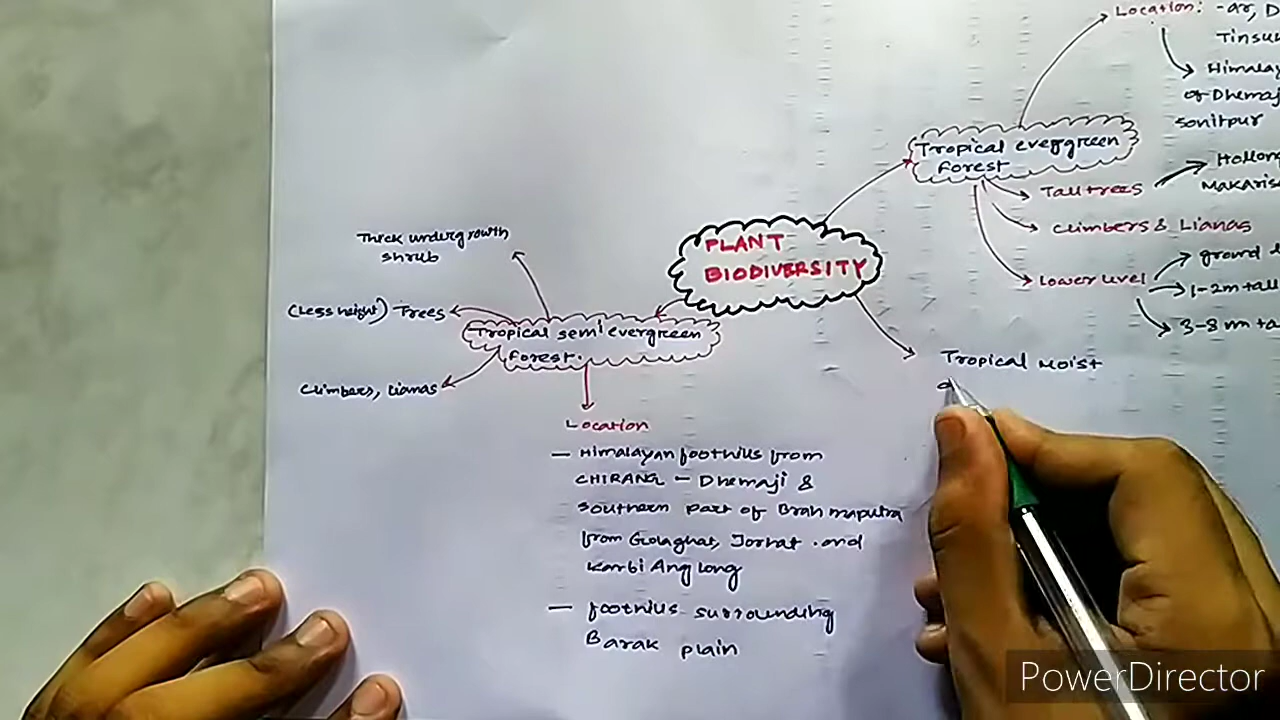 PLANT
BIODIVERSITY
Tropical evergreen
forest
Location: -ar, D
Tinsu
Himalay
of Dhemaj
sonitpur
Tall trees
Hollon
Makaris
Climbers & Lianas
Lower level
ground
1-2m tall
3-8 m ta
Tropical semi evergreen
forest.
Thick undergrowth
shrub
(Less height) Trees
Climbers, Lianas
Location
- Himalayan foothills from
CHIRANG - Dhemaji &
southern part of Brahmaputra
from Golaghat, Jorhat and
Karbi Anglong
- foothills surrounding
Barak plain
Tropical Moist
PowerDirector